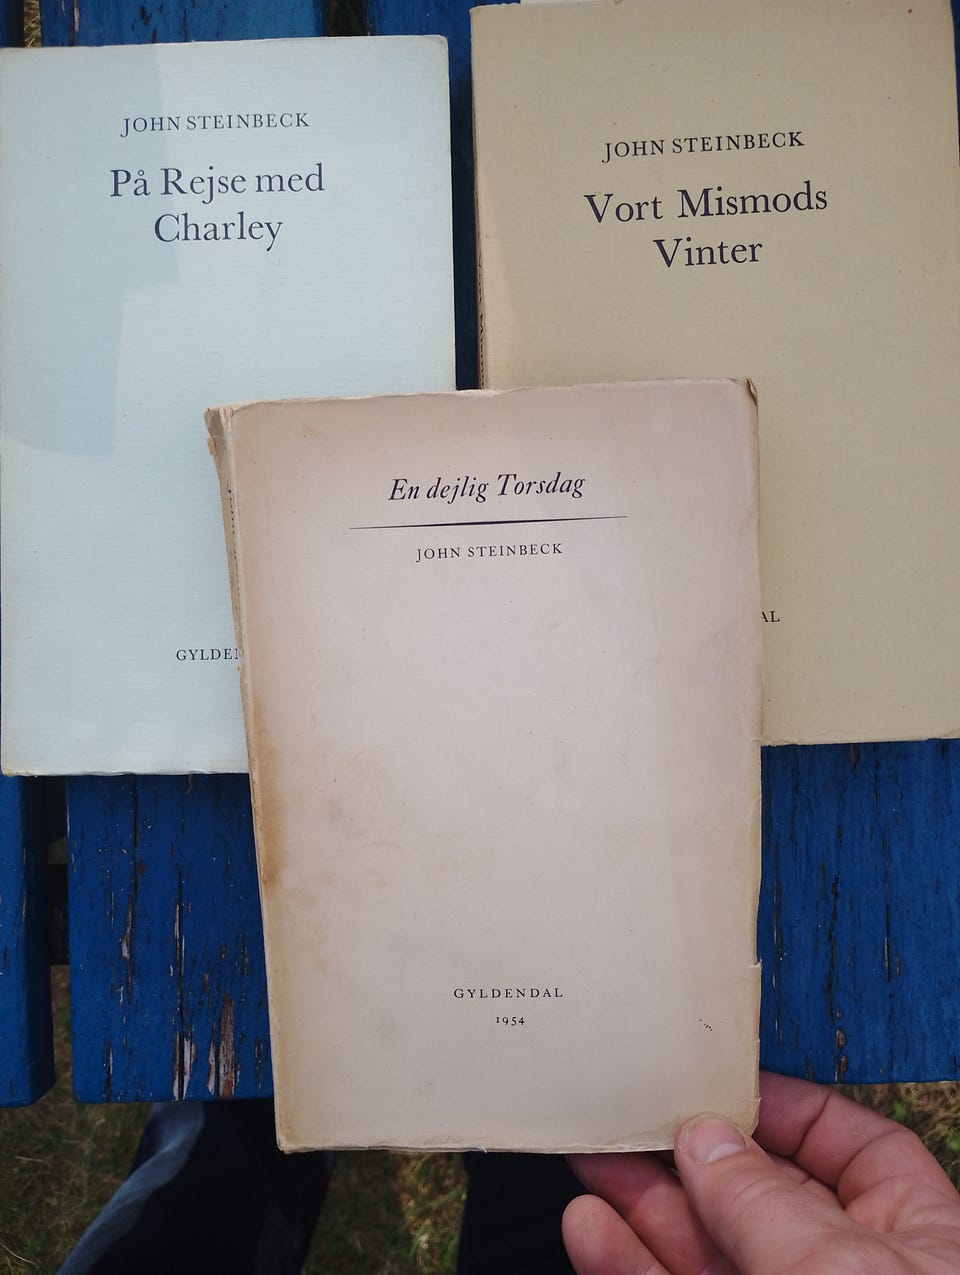 JOHN STEINBECK
På Rejse med
Charley
JOHN STEINBECK
Vort Mismods
Vinter
En dejlig Torsdag
JOHN STEINBECK
GYLDENDAL
1954